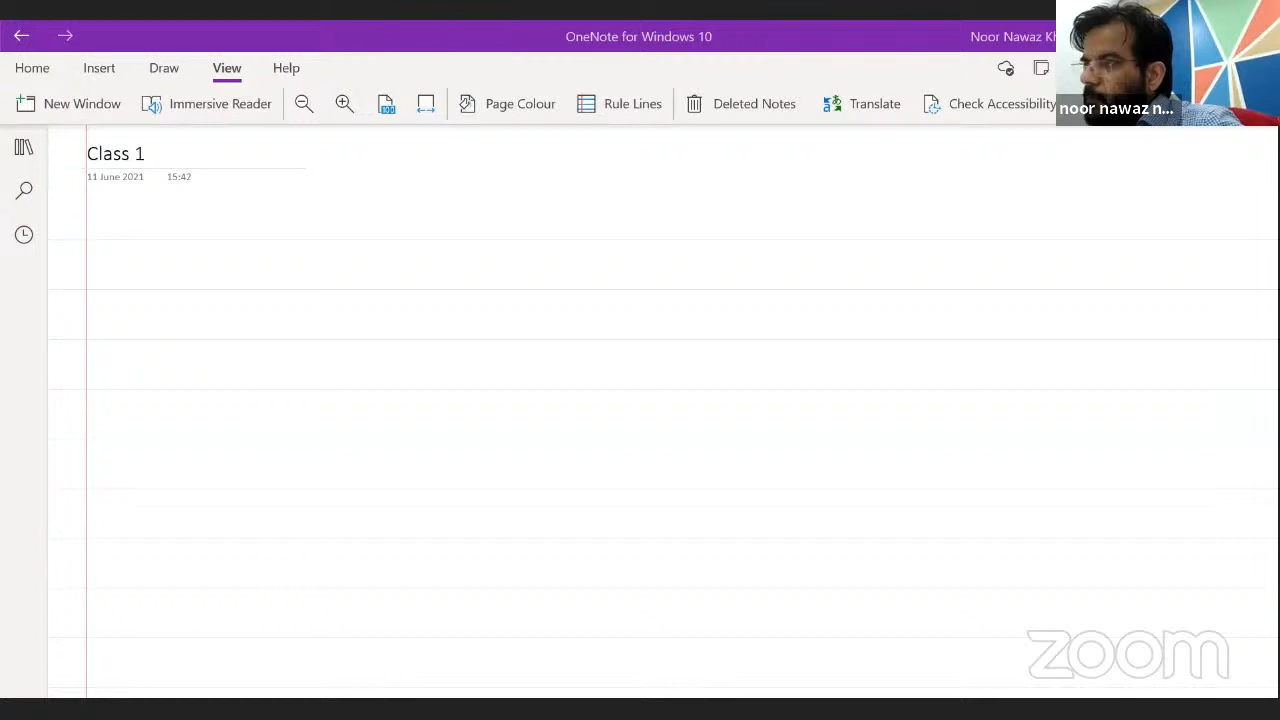 OneNote for Windows 10
Noor Nawaz Kh
Home Insert Draw View Help
New Window Immersive Reader Page Colour Rule Lines Deleted Notes Translate Check Accessibility
noor nawaz n...
Class 1
11 June 2021 15:42
zoom